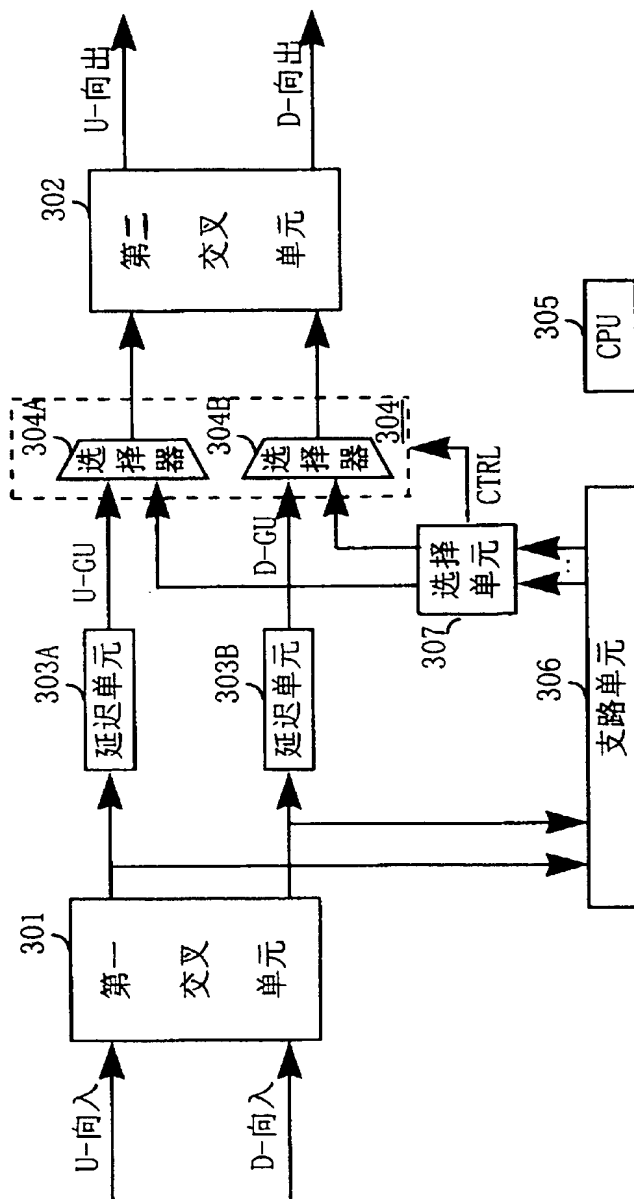 U-向入
D-向入
301
第一
交叉
单元
303A
延迟单元
303B
延迟单元
U-GU
D-GU
304A
选择器
304B
选择器
304
CTRL
307
选择
单元
...
306
支路单元
305
CPU
302
第二
交叉
单元
U-向出
D-向出